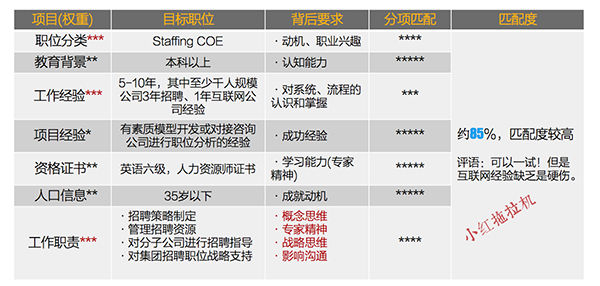 项目(权重) 目标职位 背后要求 分项匹配 匹配度
职位分类*** Staffing COE ·动机、职业兴趣 ****
教育背景** 本科以上 ·认知能力 *****
工作经验*** 5-10年，其中至少千人规模
公司3年招聘、1年互联网公
司经验 ·对系统、流程的
认识和掌握 ***
项目经验* 有素质模型开发或对接咨询
公司进行职位分析的经验 ·成功经验 *****
资格证书** 英语六级，人力资源师证书 ·学习能力(专家
精神) *****
人口信息** 35岁以下 ·成就动机 *****
工作职责*** ·招聘策略制定
·管理招聘资源
·对分子公司进行招聘指导
·对集团招聘职位战略支持
·概念思维
·专家精神
·战略思维
·影响沟通
****
约85%，匹配度较高
评语：可以一试！但是
互联网经验缺乏是硬伤。
小红拖拉机